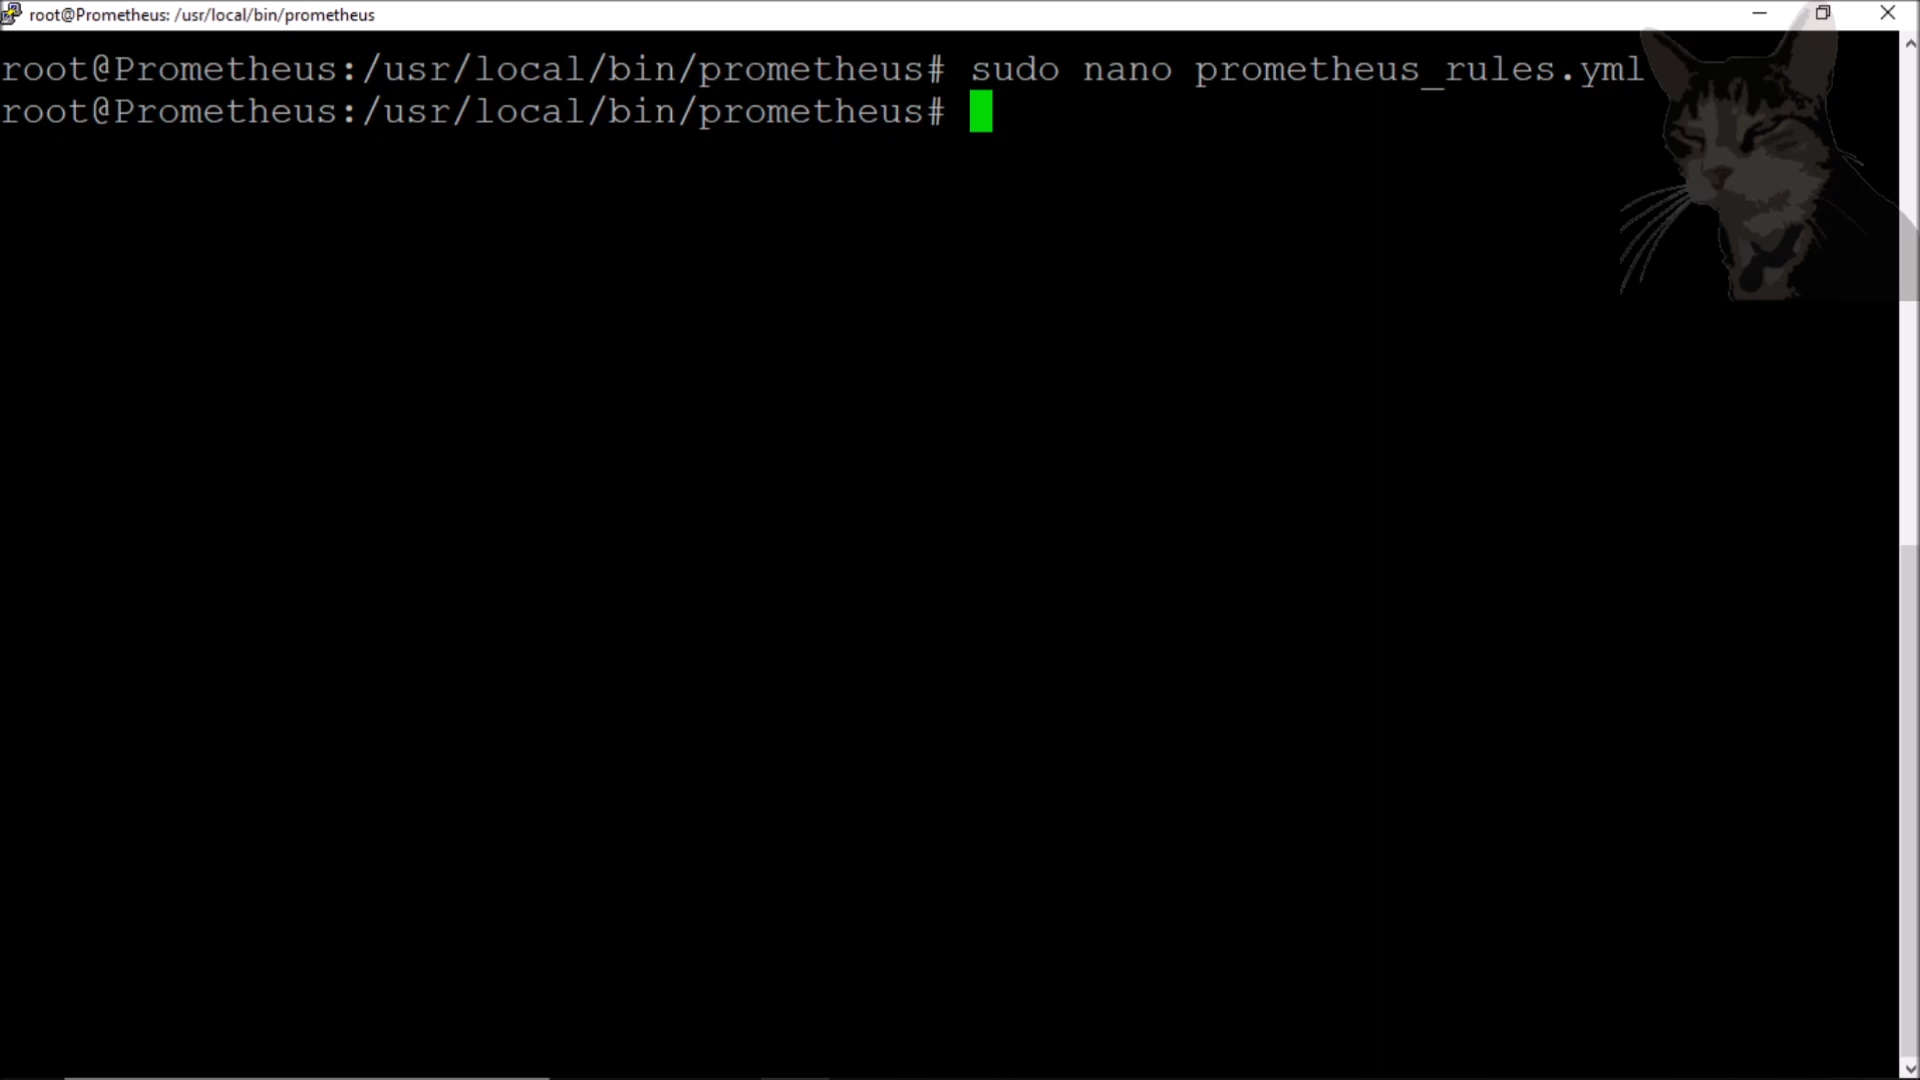 root@Prometheus: /usr/local/bin/prometheus
root@Prometheus:/usr/local/bin/prometheus# sudo nano prometheus_rules.yml
root@Prometheus:/usr/local/bin/prometheus#